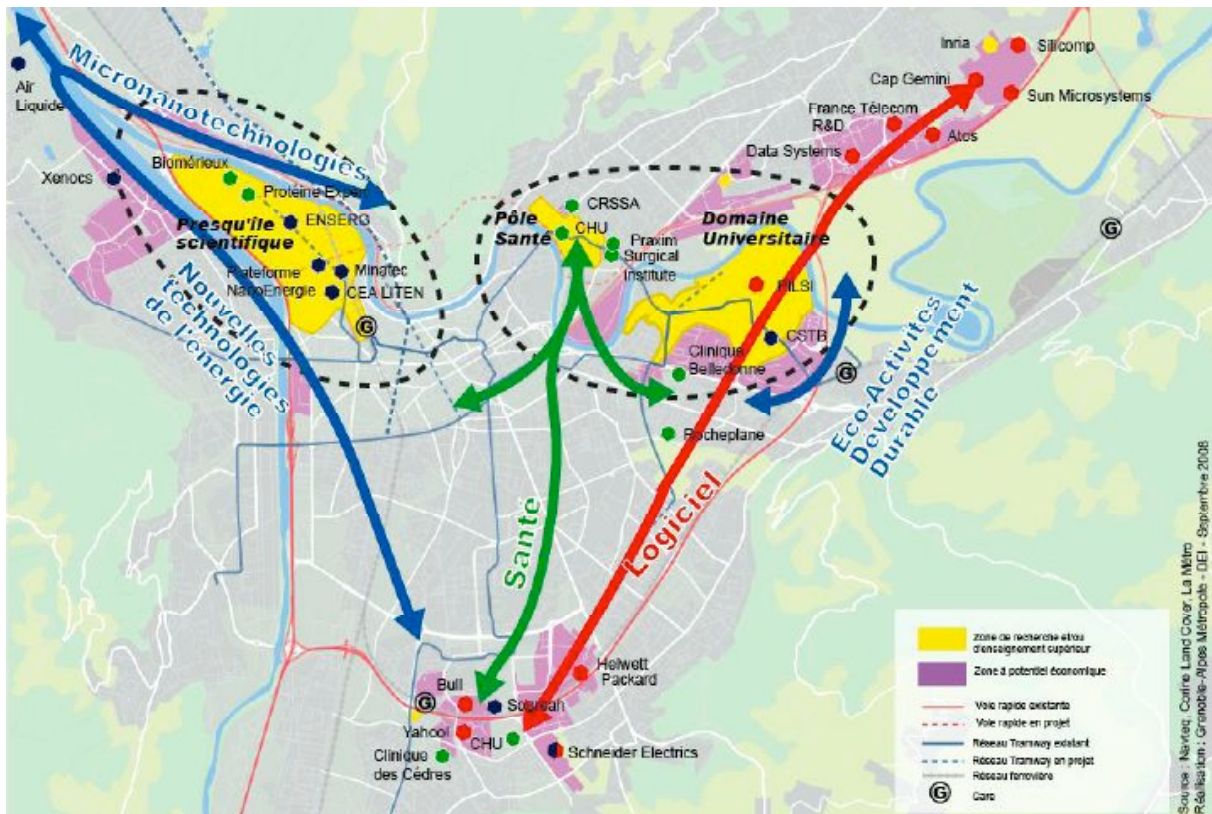 Air
Liquide
Micronanotechnologies
Xenocs
Biomérieux
Protéine Expert
ENSERG
Presqu'île
scientifique
Plateforme
NanoEnergie
Minatec
CEA LITEN
G
Nouvelles
technologies
de l'énergie
CRSSA
Pôle
Santé
CHU
Praxim
Surgical
Institute
Domaine
Universitaire
PILSI
CSTB
Clinique
Belledonne
Rocheplane
Inria
Silicomp
Cap Gemini
Sun Microsystems
France Télécom
R&D
Atos
Data Systems
G
G
Eco-Activités
Developpement
Durable
Sante
Logiciel
Helwett
Packard
Bull
G
Sogreah
Yahoo!
CHU
Clinique
des Cédres
Schneider Electrics
Zone de recherche et/ou
d'enseignement supérieur
Zone à potentiel économique
Voie rapide existante
Voie rapide en projet
Réseau Tramway existant
Réseau Tramway en projet
Réseau ferrovière
G Gare
Source : Navteq, Corine Land Cover, La Métro
Réalisation : Grenoble-Alpes Métropole - DEI - Septembre 2008